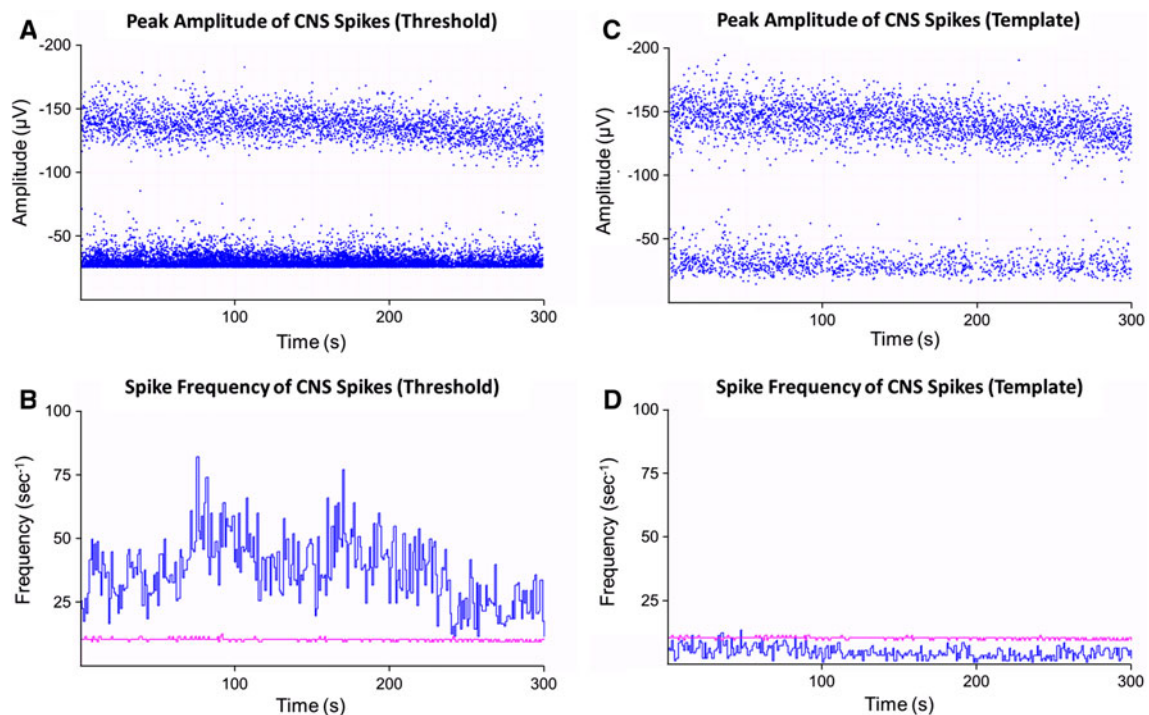 A
Peak Amplitude of CNS Spikes (Threshold)
-200
-150
-100
-50
Amplitude (µV)
100
200
300
Time (s)
C
Peak Amplitude of CNS Spikes (Template)
-200
-150
-100
-50
Amplitude (µV)
100
200
300
Time (s)
B
Spike Frequency of CNS Spikes (Threshold)
100
75
50
25
Frequency (sec⁻¹)
100
200
300
Time (s)
D
Spike Frequency of CNS Spikes (Template)
100
75
50
25
Frequency (sec⁻¹)
100
200
300
Time (s)